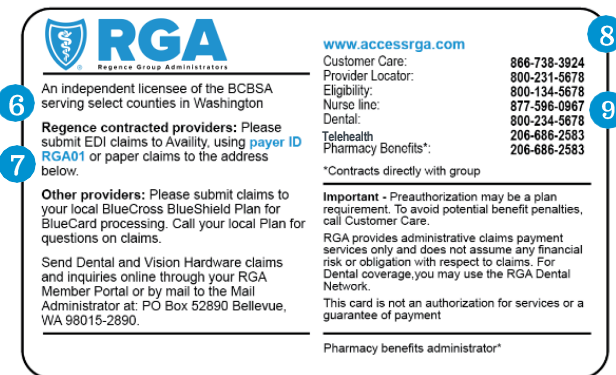 RGA
Regence Group Administrators
An independent licensee of the BCBSA
serving select counties in Washington
6
Regence contracted providers: Please
submit EDI claims to Availity, using payer ID
RGA01 or paper claims to the address
below.
7
Other providers: Please submit claims to
your local BlueCross BlueShield Plan for
BlueCard processing. Call your local Plan for
questions on claims.
Send Dental and Vision Hardware claims
and inquiries online through your RGA
Member Portal or by mail to the Mail
Administrator at: PO Box 52890 Bellevue,
WA 98015-2890.
www.accessrga.com
8
Customer Care: 866-738-3924
Provider Locator: 800-231-5678
Eligibility: 800-134-5678
Nurse line: 877-596-0967
9
Dental: 800-234-5678
Telehealth 206-686-2583
Pharmacy Benefits*: 206-686-2583
*Contracts directly with group
Important - Preauthorization may be a plan
requirement. To avoid potential benefit penalties,
call Customer Care.
RGA provides administrative claims payment
services only and does not assume any financial
risk or obligation with respect to claims. For
Dental coverage,you may use the RGA Dental
Network.
This card is not an authorization for services or a
guarantee of payment
Pharmacy benefits administrator*